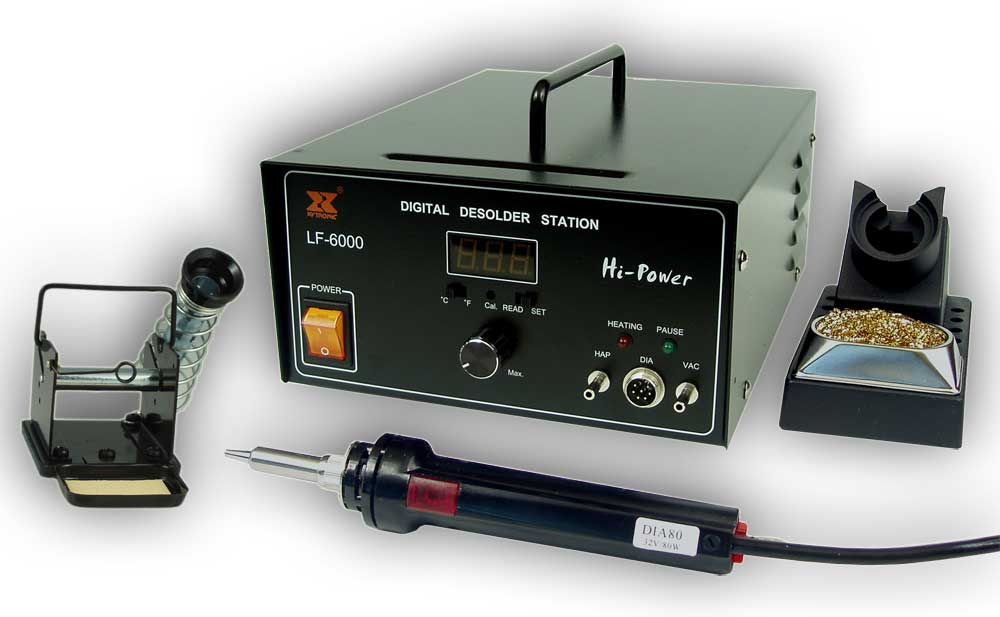 XYTRONIC ®
DIGITAL DESOLDER STATION
LF-6000
Hi-Power
POWER
°C °F Cal. READ SET
HEATING PAUSE
HAP DIA VAC
Max.
DIA80
32V/80W